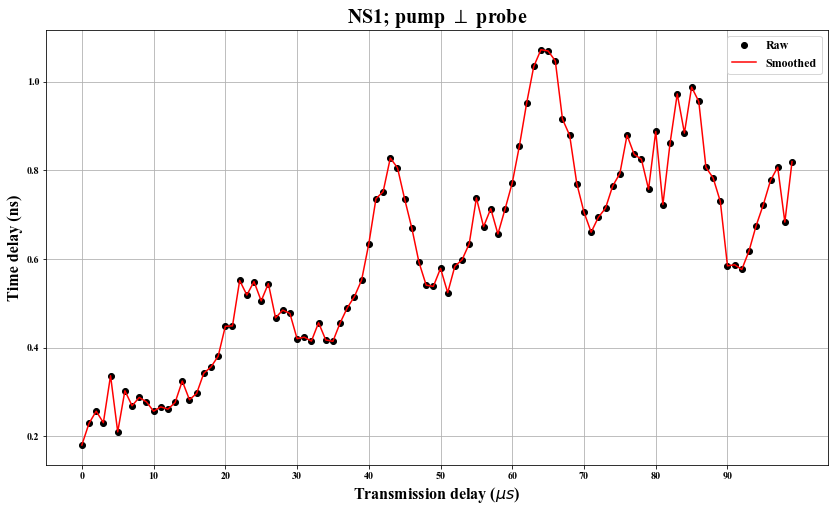 NS1; pump ⊥ probe
Raw
Smoothed
1.0
0.8
0.6
0.4
0.2
Time delay (ns)
0 10 20 30 40 50 60 70 80 90
Transmission delay (μs)